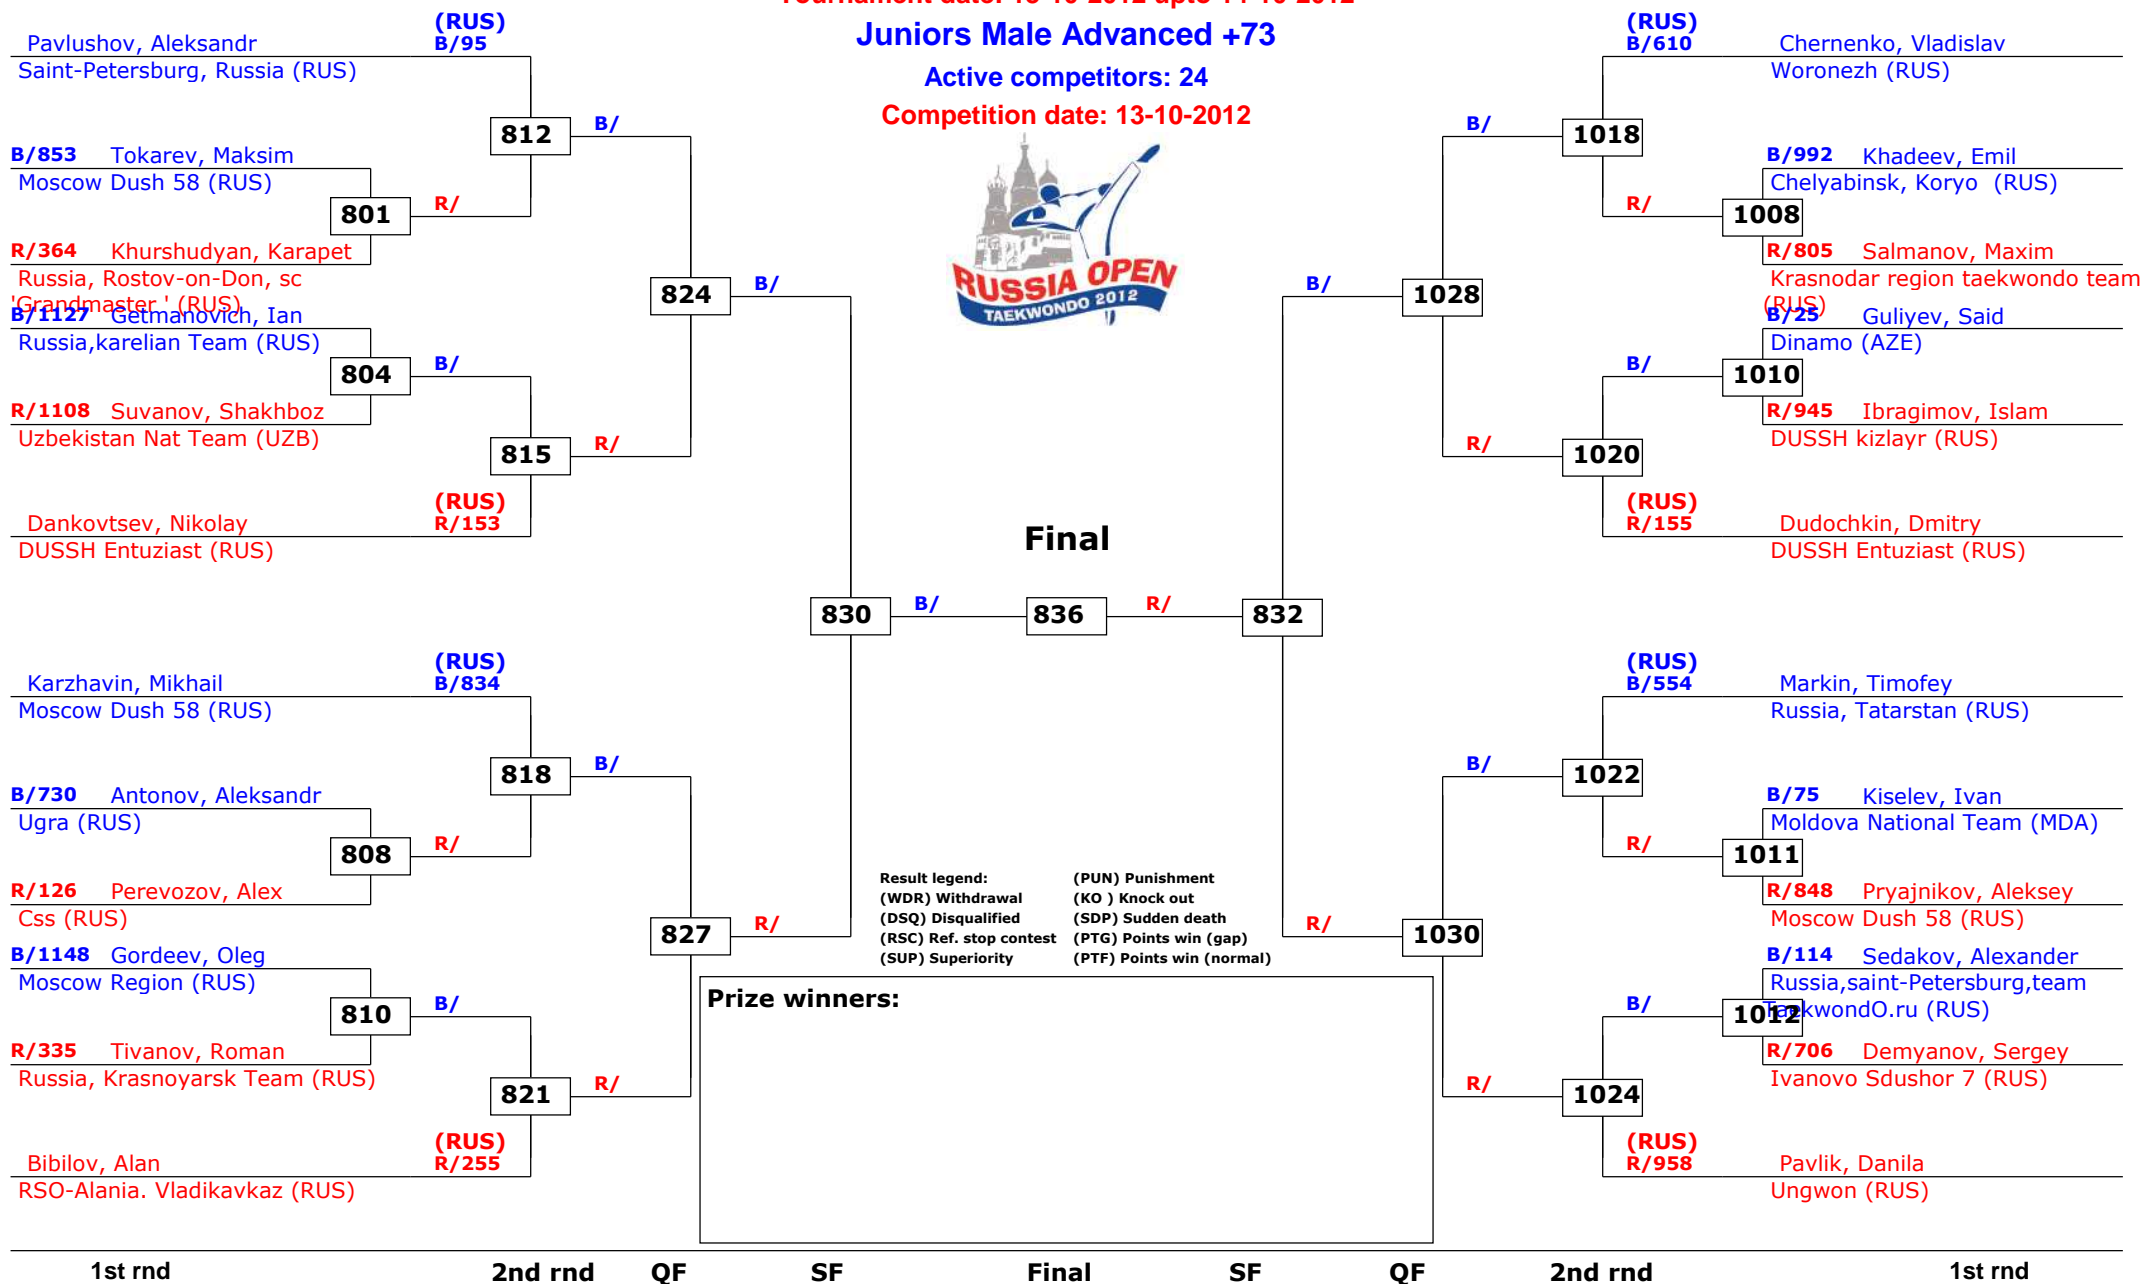 Tournament date: 13-10-2012 upto 14-10-2012
Juniors Male Advanced +73
Active competitors: 24
Competition date: 13-10-2012
RUSSIA OPEN
TAEKWONDO 2012
(RUS)
Pavlushov, Aleksandr B/95
Saint-Petersburg, Russia (RUS)
812
B/
B/853 Tokarev, Maksim
Moscow Dush 58 (RUS)
801
R/
R/364 Khurshudyan, Karapet
Russia, Rostov-on-Don, sc
'Grandmaster ' (RUS)
824
B/
B/1127 Getmanovich, Ian
Russia,karelian Team (RUS)
804
B/
R/1108 Suvanov, Shakhboz
Uzbekistan Nat Team (UZB)
815
R/
(RUS)
Dankovtsev, Nikolay R/153
DUSSH Entuziast (RUS)
Final
830
B/
836
R/
832
(RUS)
Karzhavin, Mikhail B/834
Moscow Dush 58 (RUS)
818
B/
B/730 Antonov, Aleksandr
Ugra (RUS)
808
R/
R/126 Perevozov, Alex
Css (RUS)
827
R/
B/1148 Gordeev, Oleg
Moscow Region (RUS)
810
B/
R/335 Tivanov, Roman
Russia, Krasnoyarsk Team (RUS)
821
R/
(RUS)
Bibilov, Alan R/255
RSO-Alania. Vladikavkaz (RUS)
(RUS)
B/610 Chernenko, Vladislav
Woronezh (RUS)
B/
1018
B/992 Khadeev, Emil
Chelyabinsk, Koryo (RUS)
R/
1008
R/805 Salmanov, Maxim
Krasnodar region taekwondo team
(RUS)
B/
1028
B/25 Guliyev, Said
Dinamo (AZE)
B/
1010
R/945 Ibragimov, Islam
DUSSH kizlayr (RUS)
R/
1020
(RUS)
R/155 Dudochkin, Dmitry
DUSSH Entuziast (RUS)
(RUS)
B/554 Markin, Timofey
Russia, Tatarstan (RUS)
B/
1022
B/75 Kiselev, Ivan
Moldova National Team (MDA)
R/
1011
R/848 Pryajnikov, Aleksey
Moscow Dush 58 (RUS)
R/
1030
B/114 Sedakov, Alexander
Russia,saint-Petersburg,team
TaekwondO.ru (RUS)
B/
1012
R/706 Demyanov, Sergey
Ivanovo Sdushor 7 (RUS)
R/
1024
(RUS)
R/958 Pavlik, Danila
Ungwon (RUS)
Result legend: (PUN) Punishment
(WDR) Withdrawal (KO ) Knock out
(DSQ) Disqualified (SDP) Sudden death
(RSC) Ref. stop contest (PTG) Points win (gap)
(SUP) Superiority (PTF) Points win (normal)
Prize winners:
1st rnd 2nd rnd QF SF Final SF QF 2nd rnd 1st rnd